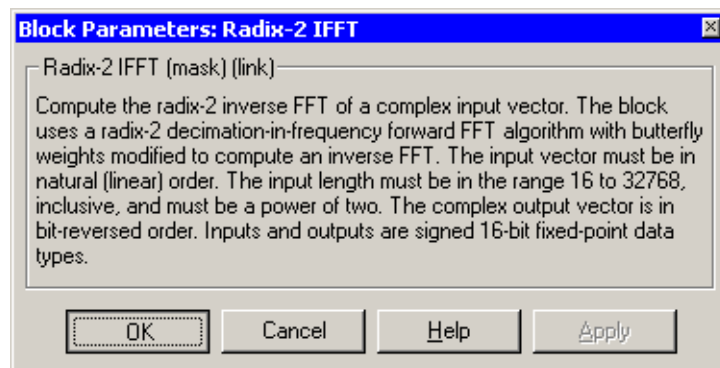 Block Parameters: Radix-2 IFFT
Radix-2 IFFT (mask) (link)
Compute the radix-2 inverse FFT of a complex input vector. The block
uses a radix-2 decimation-in-frequency forward FFT algorithm with butterfly
weights modified to compute an inverse FFT. The input vector must be in
natural (linear) order. The input length must be in the range 16 to 32768,
inclusive, and must be a power of two. The complex output vector is in
bit-reversed order. Inputs and outputs are signed 16-bit fixed-point data
types.
OK Cancel Help Apply